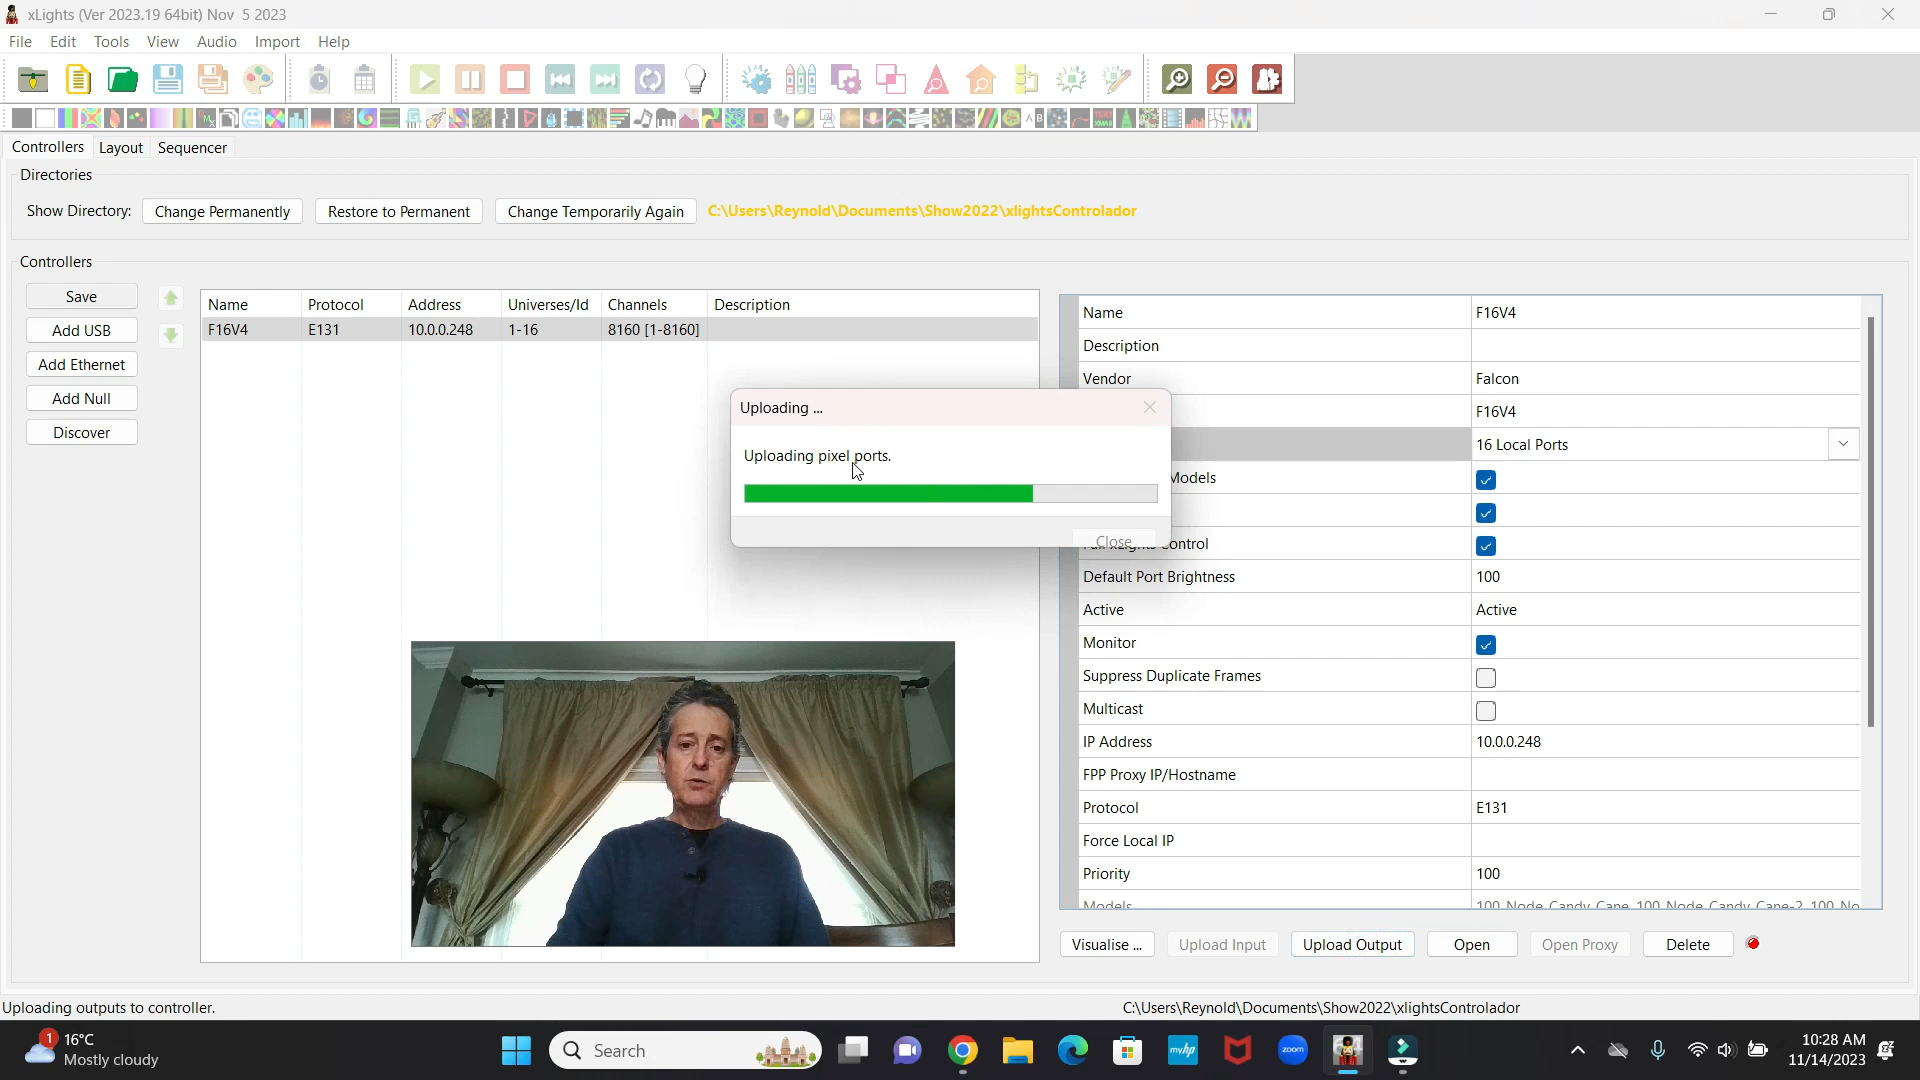 xLights (Ver 2023.19 64bit) Nov 5 2023
File Edit Tools View Audio Import Help
Controllers Layout Sequencer
Directories
Show Directory: Change Permanently Restore to Permanent Change Temporarily Again C:\Users\Reynold\Documents\Show2022\xlightsControlador
Controllers
Save
Add USB
Add Ethernet
Add Null
Discover
Name Protocol Address Universes/Id Channels Description
F16V4 E131 10.0.0.248 1-16 8160 [1-8160]
Uploading ...
Uploading pixel ports.
Close
Name F16V4
Description
Vendor Falcon
F16V4
16 Local Ports
Models
Control
Default Port Brightness 100
Active Active
Monitor
Suppress Duplicate Frames
Multicast
IP Address 10.0.0.248
FPP Proxy IP/Hostname
Protocol E131
Force Local IP
Priority 100
Models 100 Node Candy Cane, 100 Node Candy Cane-2, 100 No
Visualise ... Upload Input Upload Output Open Open Proxy Delete
Uploading outputs to controller. C:\Users\Reynold\Documents\Show2022\xlightsControlador
1
16°C
Mostly cloudy
Search
myhp
zoom
10:28 AM
11/14/2023